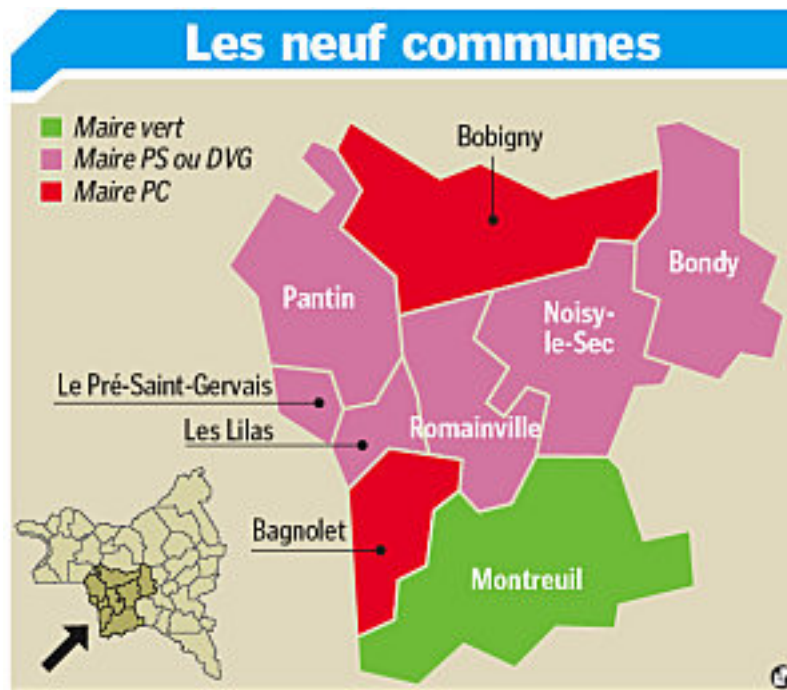 Les neuf communes
Maire vert
Maire PS ou DVG
Maire PC
Bobigny
Bondy
Pantin
Noisy-
le-Sec
Le Pré-Saint-Gervais
Les Lilas
Romainville
Bagnolet
Montreuil